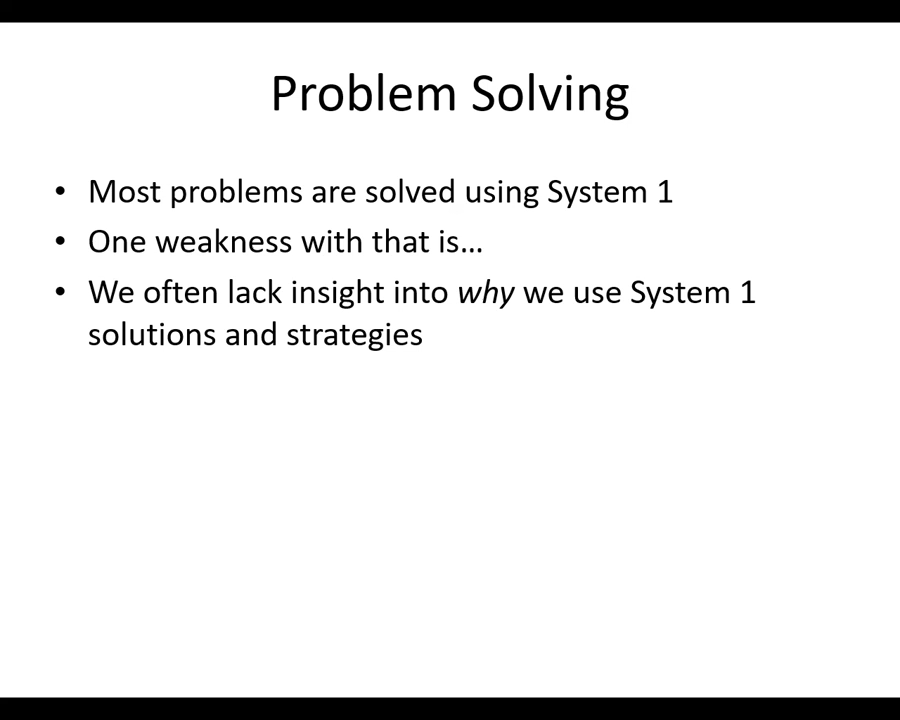 Problem Solving
• Most problems are solved using System 1
• One weakness with that is…
• We often lack insight into why we use System 1
solutions and strategies